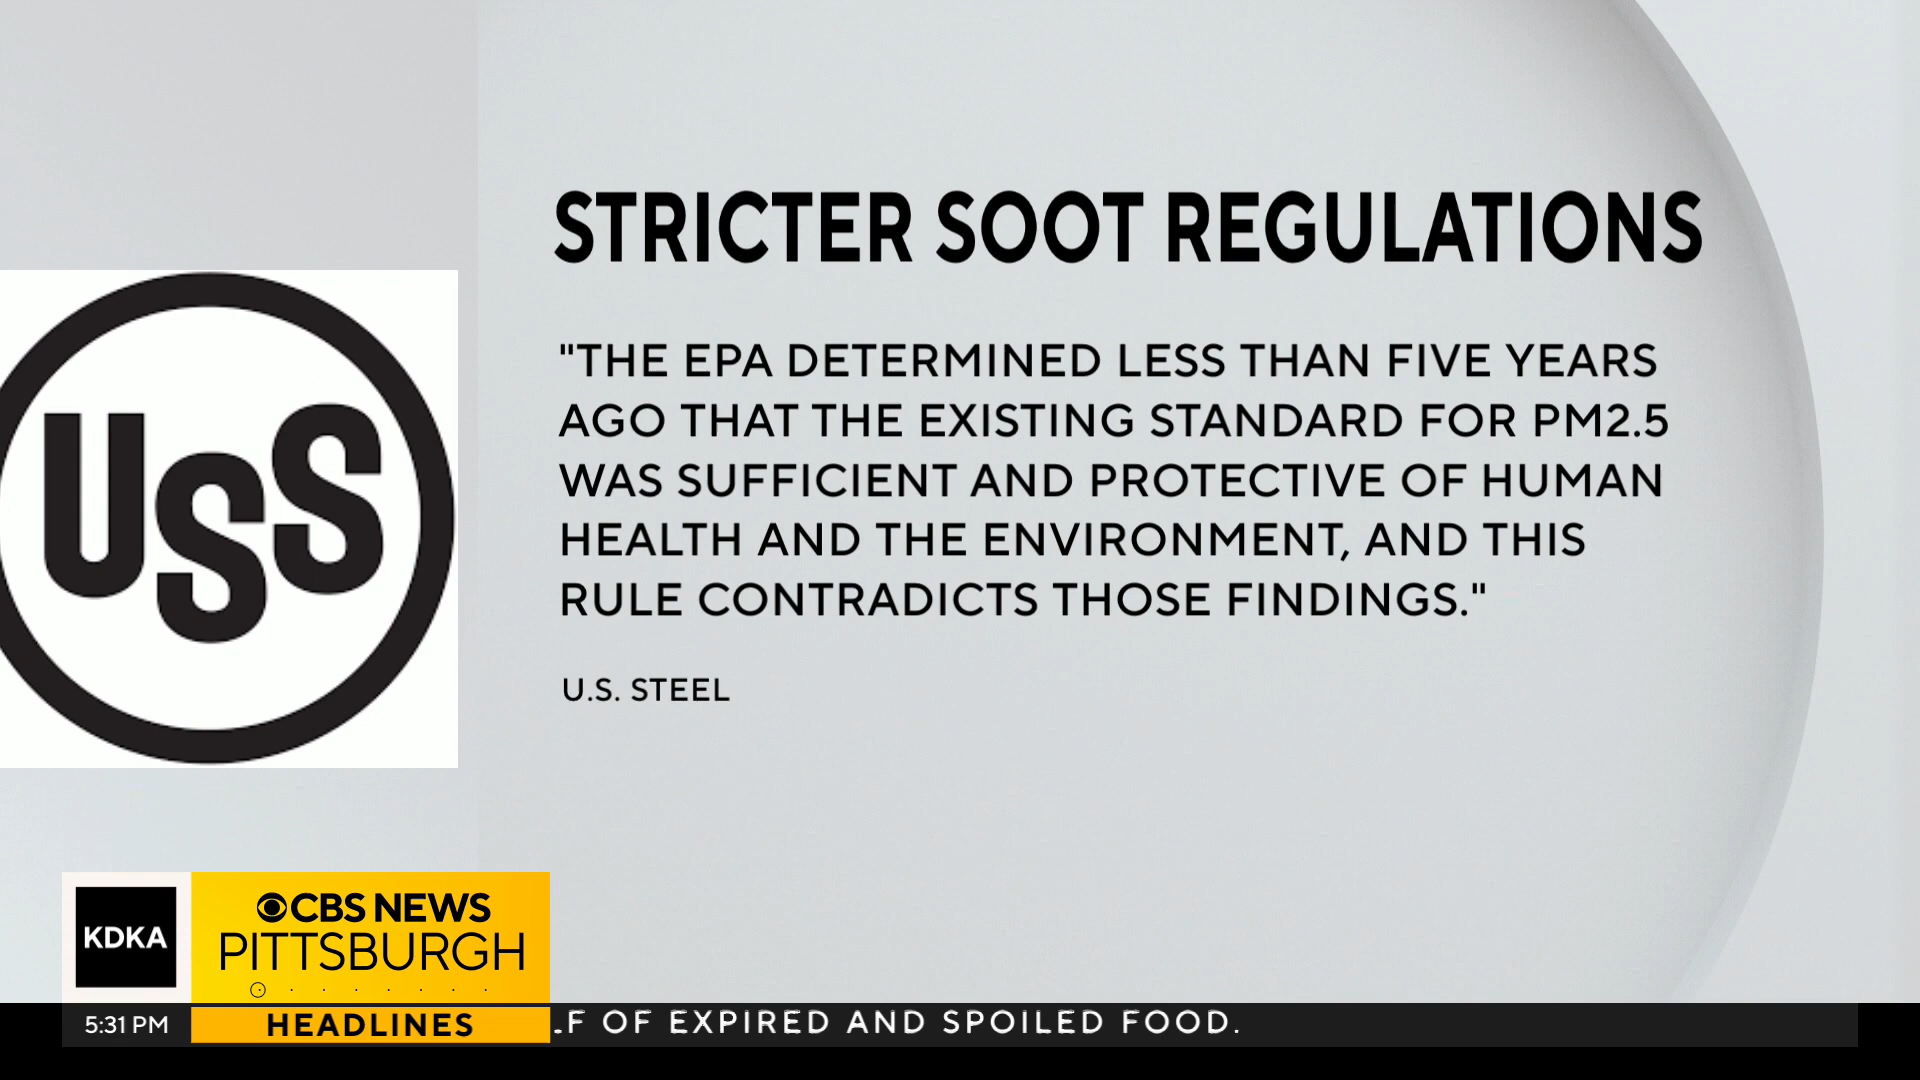 STRICTER SOOT REGULATIONS
"THE EPA DETERMINED LESS THAN FIVE YEARS
AGO THAT THE EXISTING STANDARD FOR PM2.5
WAS SUFFICIENT AND PROTECTIVE OF HUMAN
HEALTH AND THE ENVIRONMENT, AND THIS
RULE CONTRADICTS THOSE FINDINGS."
U.S. STEEL
USS
KDKA
CBS NEWS
PITTSBURGH
5:31 PM
HEADLINES
F OF EXPIRED AND SPOILED FOOD.